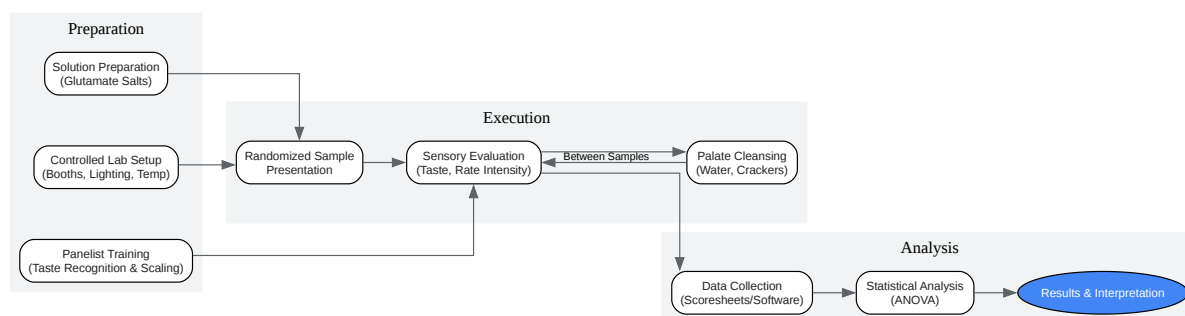 Preparation
Solution Preparation
(Glutamate Salts)
Controlled Lab Setup
(Booths, Lighting, Temp)
Panelist Training
(Taste Recognition & Scaling)
Execution
Randomized Sample
Presentation
Sensory Evaluation
(Taste, Rate Intensity)
Between Samples
Palate Cleansing
(Water, Crackers)
Analysis
Data Collection
(Scoresheets/Software)
Statistical Analysis
(ANOVA)
Results & Interpretation